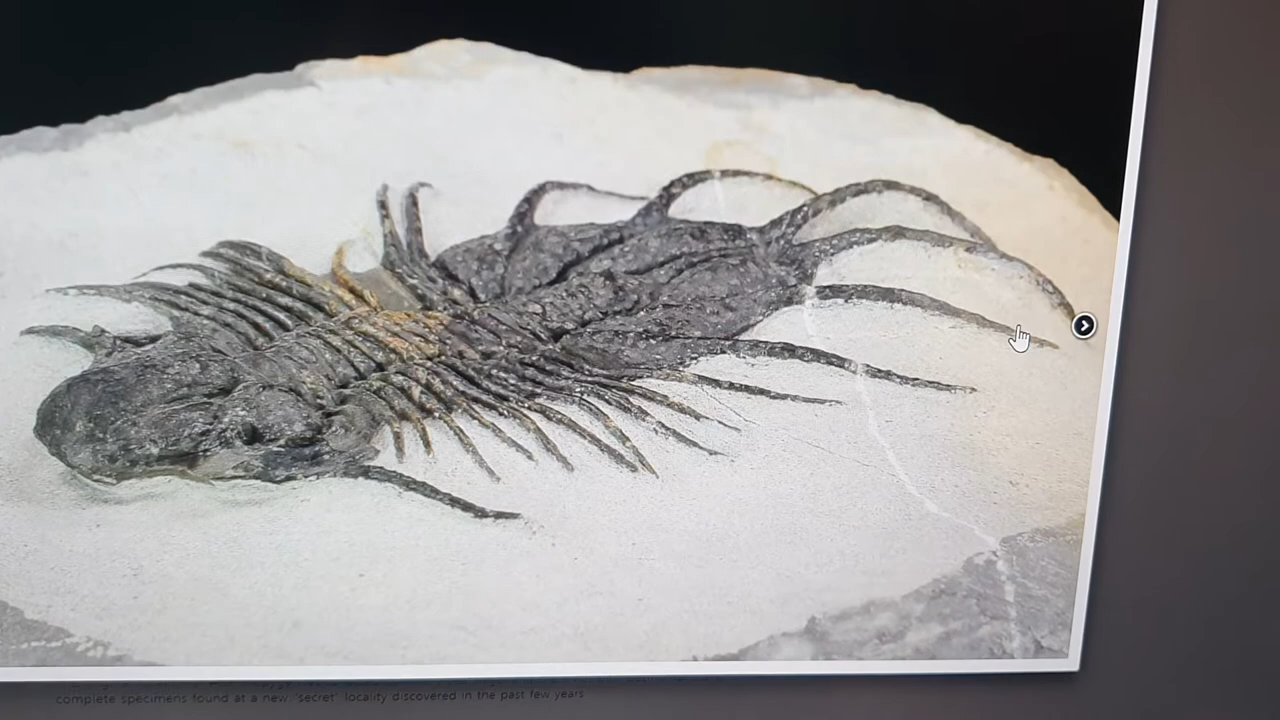 complete specimens found at a new 'secret' locality discovered in the past few years